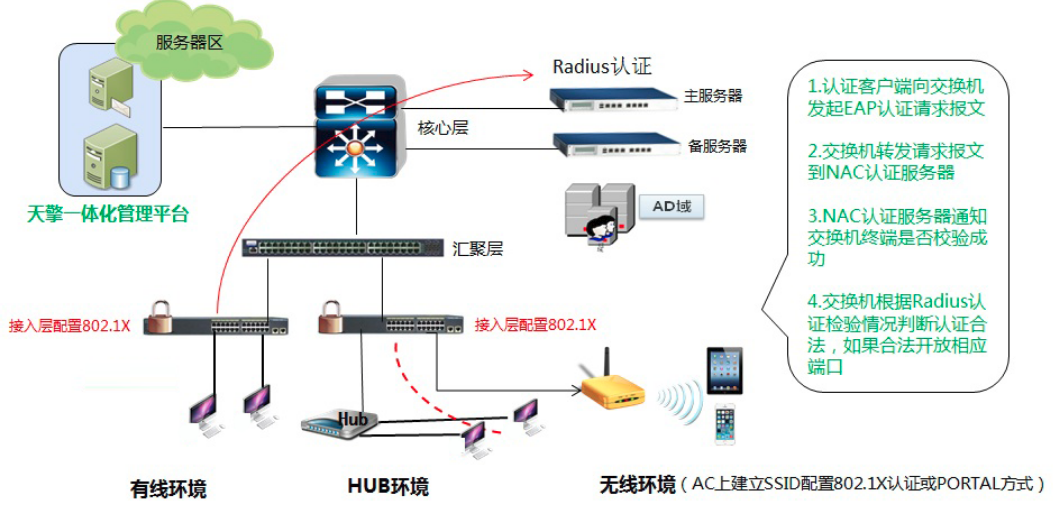 服务器区
天擎一体化管理平台
核心层
Radius认证
主服务器
备服务器
AD域
汇聚层
接入层配置802.1X
接入层配置802.1X
Hub
有线环境
HUB环境
无线环境（AC上建立SSID配置802.1X认证或PORTAL方式）
1.认证客户端向交换机
发起EAP认证请求报文
2.交换机转发请求报文
到NAC认证服务器
3.NAC认证服务器通知
交换机终端是否校验成
功
4.交换机根据Radius认
证检验情况判断认证合
法，如果合法开放相应
端口